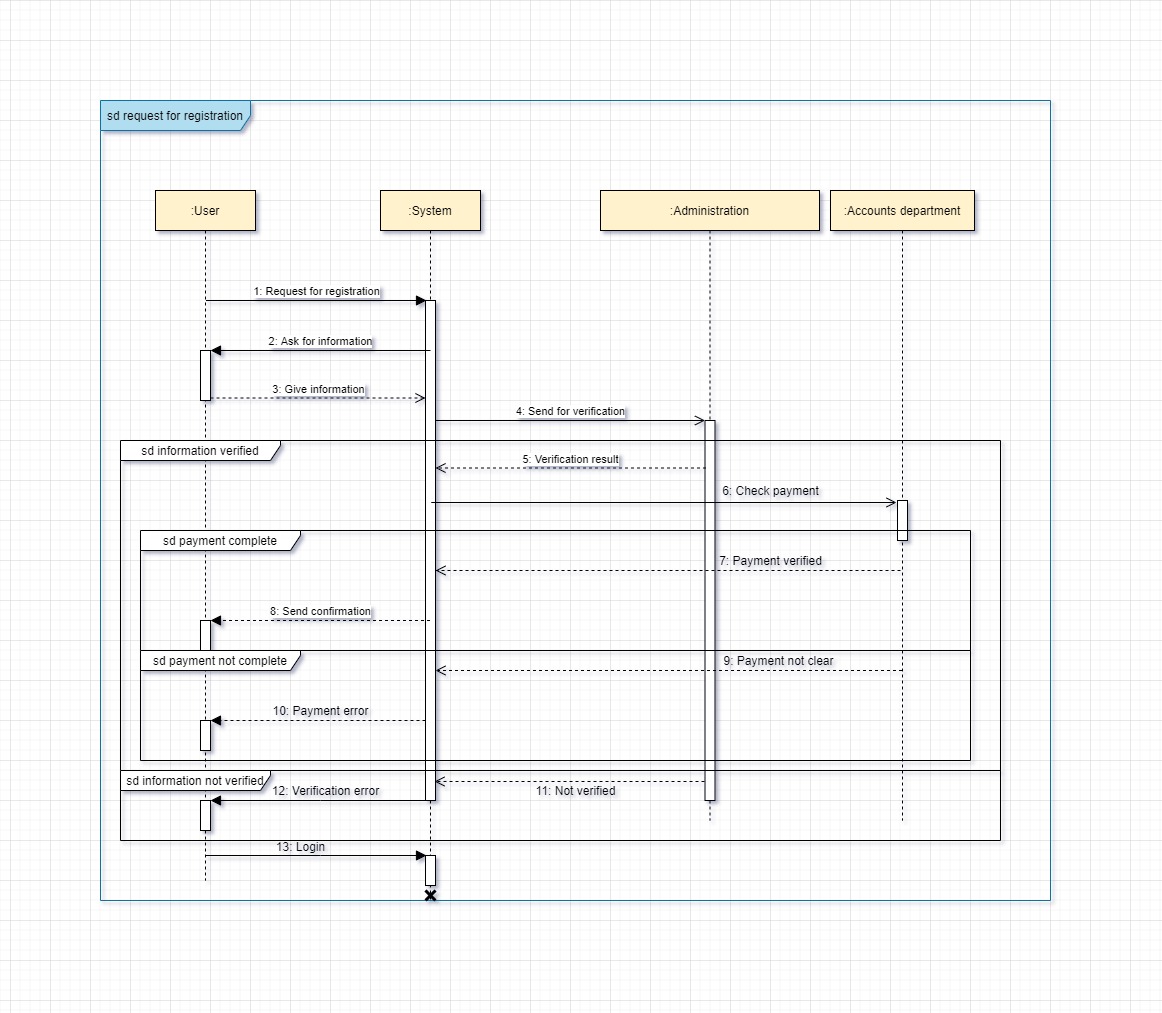 sd request for registration
:User
:System
:Administration
:Accounts department
1: Request for registration
2: Ask for information
3: Give information
4: Send for verification
sd information verified
5: Verification result
6: Check payment
sd payment complete
7: Payment verified
8: Send confirmation
sd payment not complete
9: Payment not clear
10: Payment error
sd information not verified
11: Not verified
12: Verification error
13: Login